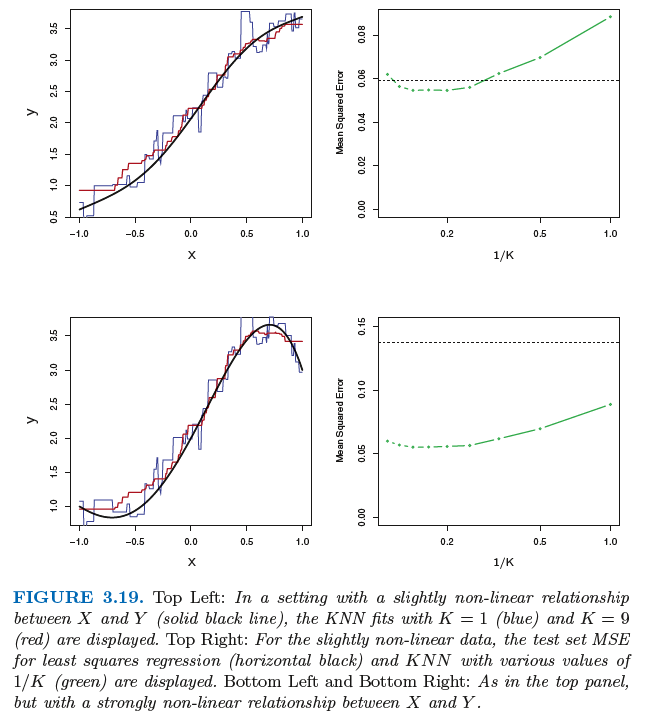 3.5
3.0
2.5
2.0
1.5
1.0
0.5
y
-1.0 -0.5 0.0 0.5 1.0
X
0.08
0.06
0.04
0.02
0.00
Mean Squared Error
0.2 0.5 1.0
1/K
3.5
3.0
2.5
2.0
1.5
1.0
y
-1.0 -0.5 0.0 0.5 1.0
X
0.15
0.10
0.05
0.00
Mean Squared Error
0.2 0.5 1.0
1/K
FIGURE 3.19. Top Left: In a setting with a slightly non-linear relationship
between X and Y (solid black line), the KNN fits with K = 1 (blue) and K = 9
(red) are displayed. Top Right: For the slightly non-linear data, the test set MSE
for least squares regression (horizontal black) and KNN with various values of
1/K (green) are displayed. Bottom Left and Bottom Right: As in the top panel,
but with a strongly non-linear relationship between X and Y.